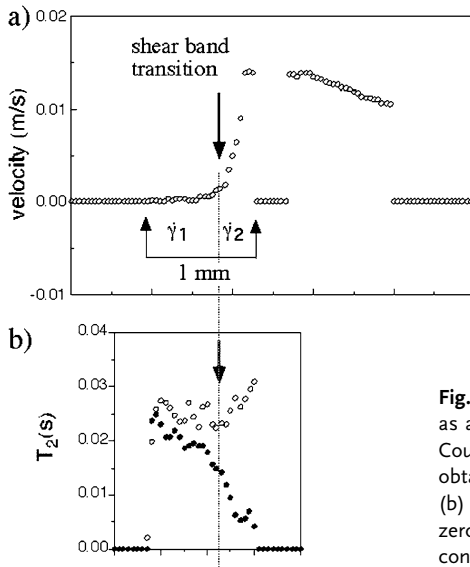 a)
0.02
0.01
0.00
-0.01
velocity (m/s)
shear band
transition
γ̇1
γ̇2
1 mm
b)
0.04
0.03
0.02
0.01
0.00
T2(s)
Fig.
as a
Cou
obta
(b)
zero
con